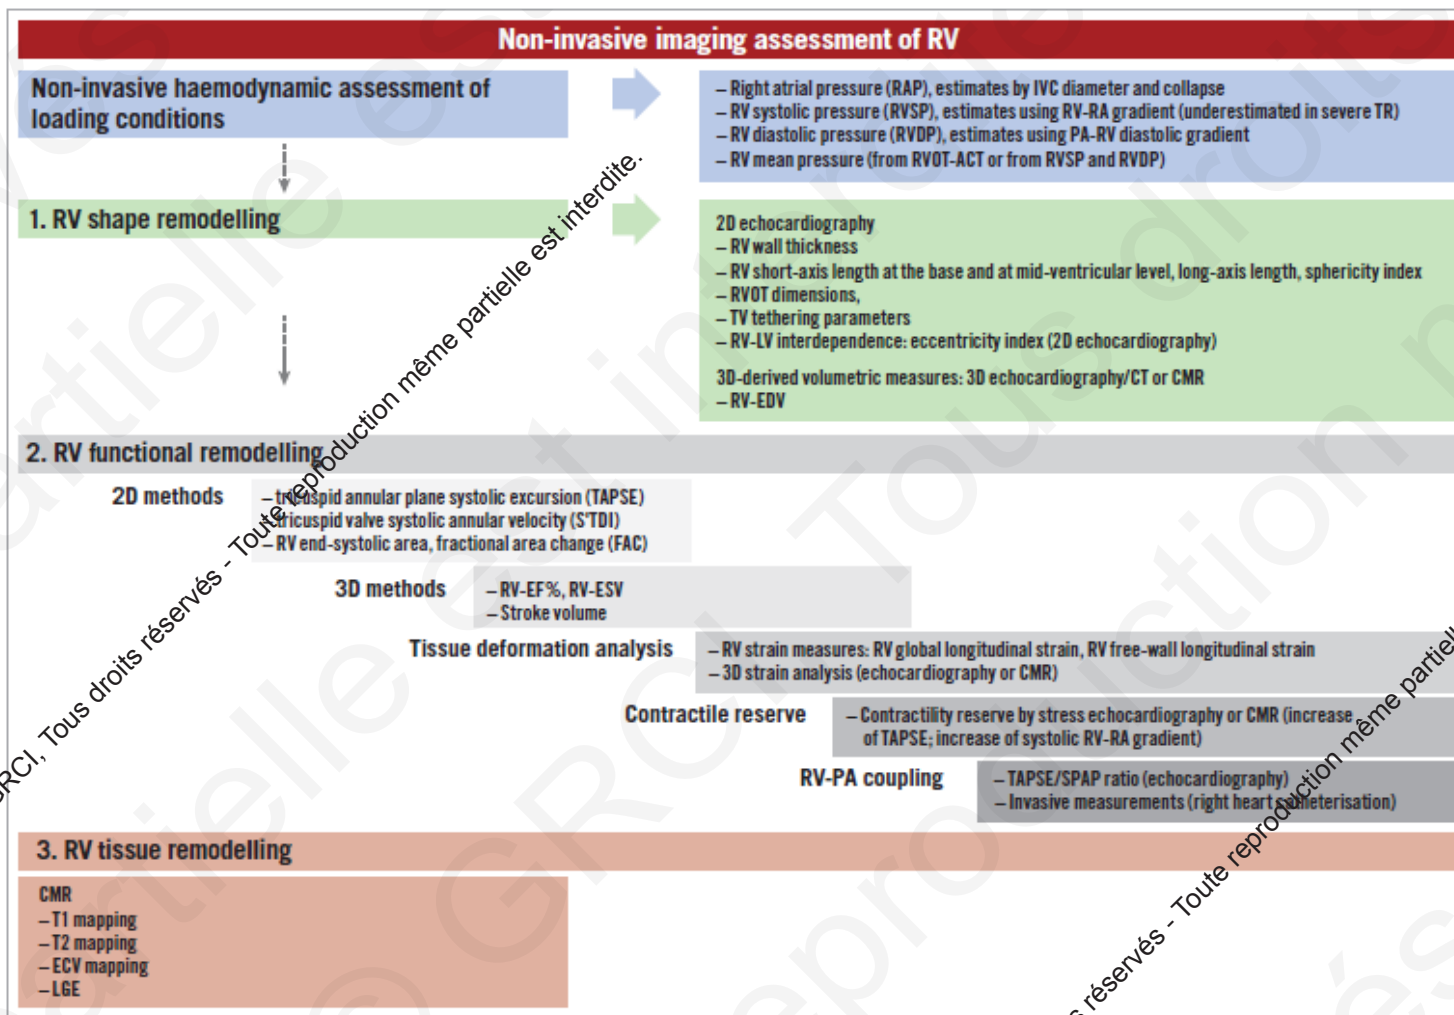 Non-invasive imaging assessment of RV
Non-invasive haemodynamic assessment of
loading conditions
– Right atrial pressure (RAP), estimates by IVC diameter and collapse
– RV systolic pressure (RVSP), estimates using RV-RA gradient (underestimated in severe TR)
– RV diastolic pressure (RVDP), estimates using PA-RV diastolic gradient
– RV mean pressure (from RVOT-ACT or from RVSP and RVDP)
1. RV shape remodelling
2D echocardiography
– RV wall thickness
– RV short-axis length at the base and at mid-ventricular level, long-axis length, sphericity index
– RVOT dimensions,
– TV tethering parameters
– RV-LV interdependence: eccentricity index (2D echocardiography)
3D-derived volumetric measures: 3D echocardiography/CT or CMR
– RV-EDV
2. RV functional remodelling
2D methods
– tricuspid annular plane systolic excursion (TAPSE)
– tricuspid valve systolic annular velocity (S'TDI)
– RV end-systolic area, fractional area change (FAC)
3D methods
– RV-EF%, RV-ESV
– Stroke volume
Tissue deformation analysis
– RV strain measures: RV global longitudinal strain, RV free-wall longitudinal strain
– 3D strain analysis (echocardiography or CMR)
Contractile reserve
– Contractility reserve by stress echocardiography or CMR (increase
of TAPSE; increase of systolic RV-RA gradient)
RV-PA coupling
– TAPSE/SPAP ratio (echocardiography)
– Invasive measurements (right heart catheterisation)
3. RV tissue remodelling
CMR
– T1 mapping
– T2 mapping
– ECV mapping
– LGE
GRCI, Tous droits réservés - Toute reproduction même partielle est interdite.
réservés - Toute reproduction même partielle